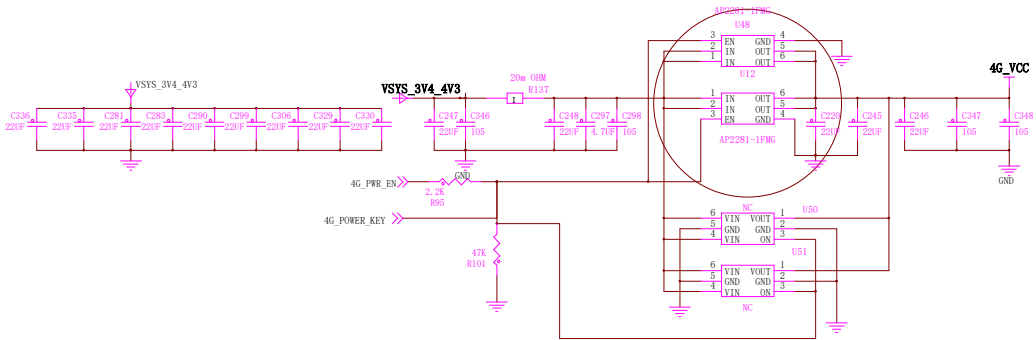 AP2281-1FMG
U48
3 EN GND 4
2 IN OUT 5
1 IN OUT 6
U12
VSYS_3V4_4V3
VSYS_3V4_4V3
20m OHM
R137
4G_VCC
1 IN OUT 6
2 IN OUT 5
3 EN GND 4
AP2281-1FMG
C336 22UF
C335 22UF
C281 22UF
C283 22UF
C290 22UF
C299 22UF
C306 22UF
C329 22UF
C330 22UF
C247 22UF
C346 105
C248 22UF
C297 4.7UF
C298 105
C220 22UF
C245 22UF
C246 22UF
C347 105
C348 105
GND
GND
4G_PWR_EN
2.2K
R95
4G_POWER_KEY
47K
R101
NC
U50
6 VIN VOUT 1
5 GND GND 2
4 VIN ON 3
U51
6 VIN VOUT 1
5 GND GND 2
4 VIN ON 3
NC